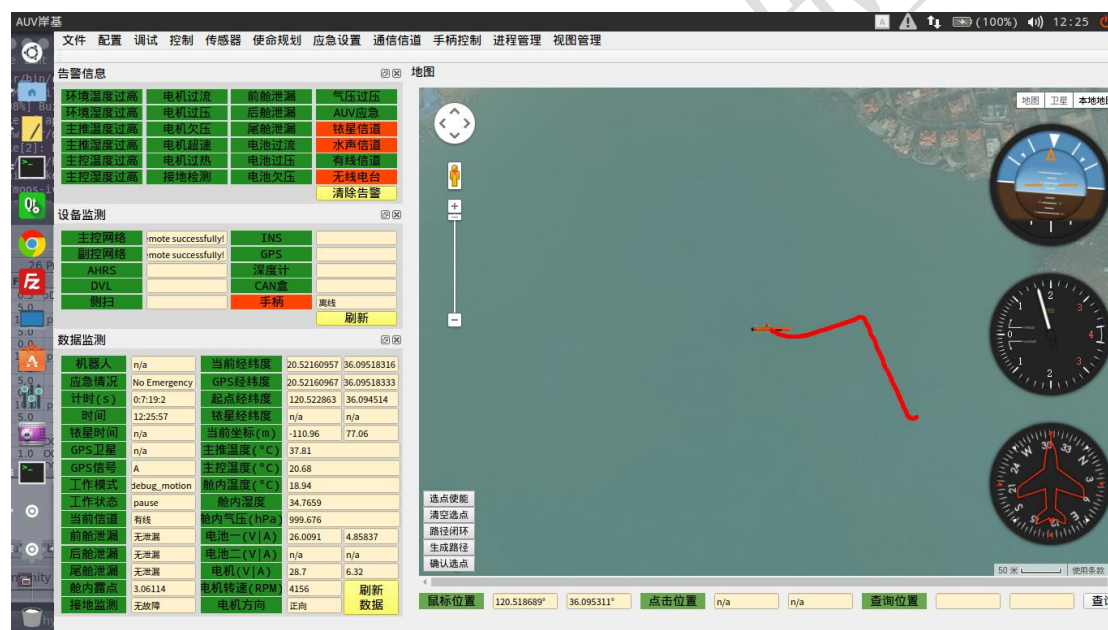 AUV岸基
(100%) 12:25
文件 配置 调试 控制 传感器 使命规划 应急设置 通信信道 手柄控制 进程管理 视图管理
告警信息
环境温度过高 电机过流 前舱泄漏 气压过压
环境湿度过高 电机过压 后舱泄漏 AUV应急
主推温度过高 电机欠压 尾舱泄漏 铱星信道
主推湿度过高 电机超速 电池过流 水声信道
主控温度过高 电机过热 电池过压 有线信道
主控湿度过高 接地检测 电池欠压 无线电台
清除告警
设备监测
主控网络 emote successfully! INS
副控网络 emote successfully! GPS
AHRS 深度计
DVL CAN盒
侧扫 手柄 离线
刷新
数据监测
机器人 n/a 当前经纬度 20.52160957 36.09518316
应急情况 No Emergency GPS经纬度 20.52160967 36.09518333
计时(s) 0:7:19:2 起点经纬度 120.522863 36.094514
时间 12:25:57 铱星经纬度 n/a n/a
铱星时间 n/a 当前坐标(m) -110.96 77.06
GPS卫星 n/a 主推温度(°C) 37.81
GPS信号 A 主控温度(°C) 20.68
工作模式 debug_motion 舱内温度(°C) 18.94
工作状态 pause 舱内湿度 34.7659
当前信道 有线 舱内气压(hPa) 999.676
前舱泄漏 无泄漏 电池一(V|A) 26.0091 4.85837
后舱泄漏 无泄漏 电池二(V|A) n/a n/a
尾舱泄漏 无泄漏 电机(V|A) 28.7 6.32
舱内露点 3.06114 电机转速(RPM) 4156
接地监测 无故障 电机方向 正向
刷新
数据
地图
地图 卫星 本地地图
选点使能
清空选点
路径闭环
生成路径
确认选点
50 米 使用条款
鼠标位置 120.518689° 36.095311° 点击位置 n/a n/a 查询位置 查询